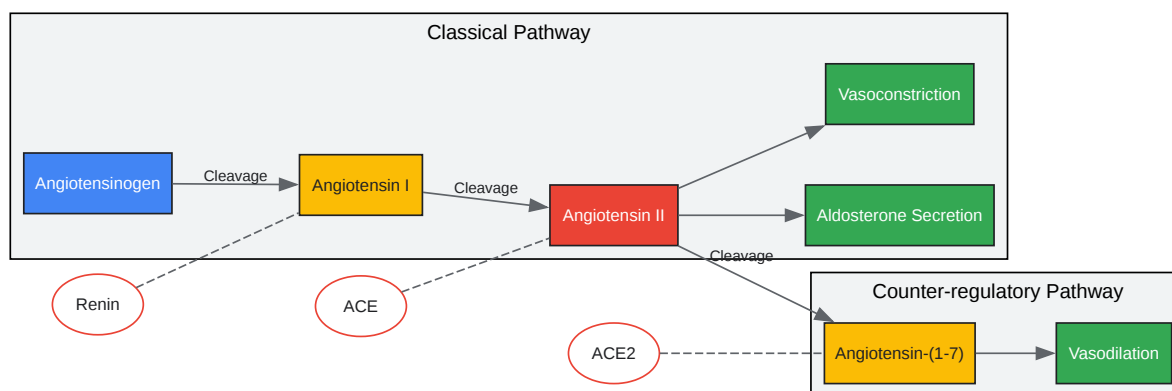 Classical Pathway
Vasoconstriction
Angiotensinogen
Cleavage
Angiotensin I
Cleavage
Angiotensin II
Aldosterone Secretion
Cleavage
Renin
ACE
Counter-regulatory Pathway
ACE2
Angiotensin-(1-7)
Vasodilation